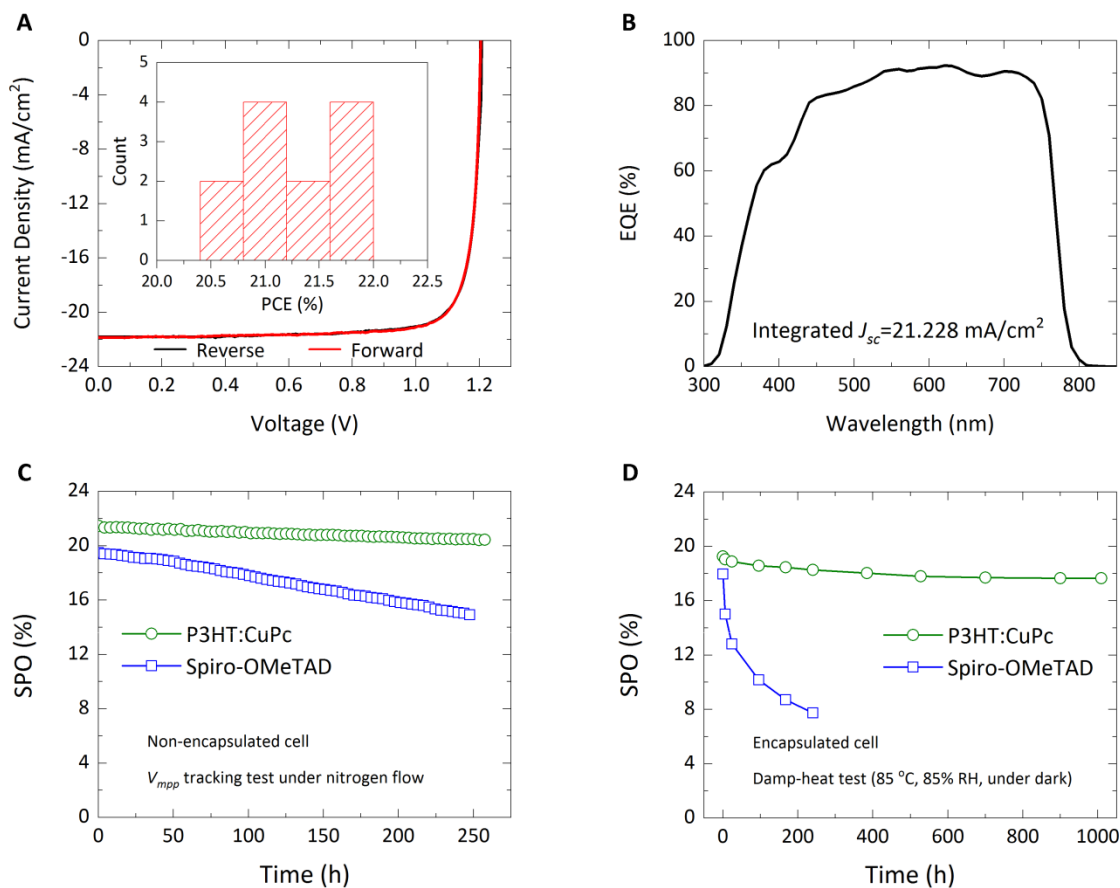 A
Current Density (mA/cm²)
0
-4
-8
-12
-16
-20
-24
Count
5
4
3
2
1
0
20.0 20.5 21.0 21.5 22.0 22.5
PCE (%)
Reverse Forward
0.0 0.2 0.4 0.6 0.8 1.0 1.2
Voltage (V)
B
EQE (%)
100
80
60
40
20
0
Integrated Jsc=21.228 mA/cm²
300 400 500 600 700 800
Wavelength (nm)
C
SPO (%)
24
20
16
12
8
4
0
P3HT:CuPc
Spiro-OMeTAD
Non-encapsulated cell
Vmpp tracking test under nitrogen flow
0 50 100 150 200 250
Time (h)
D
SPO (%)
24
20
16
12
8
4
0
P3HT:CuPc
Spiro-OMeTAD
Encapsulated cell
Damp-heat test (85 °C, 85% RH, under dark)
0 200 400 600 800 1000
Time (h)